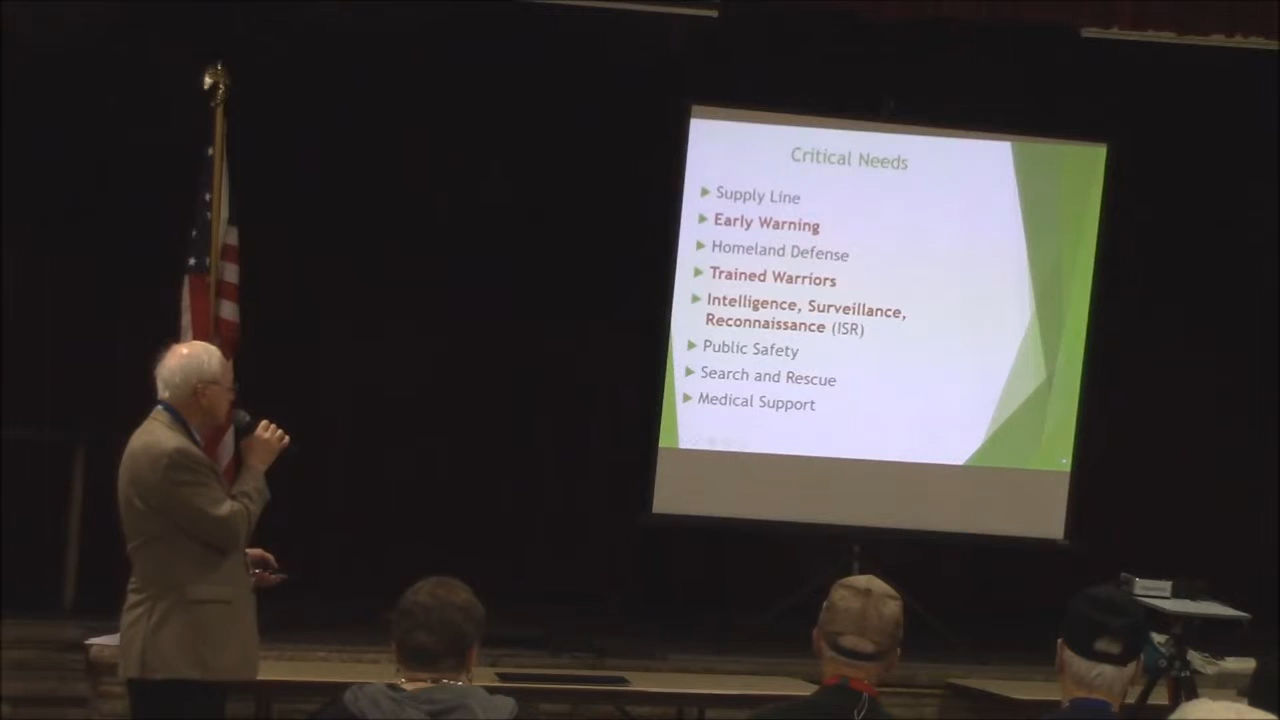 Critical Needs
Supply Line
Early Warning
Homeland Defense
Trained Warriors
Intelligence, Surveillance,
Reconnaissance (ISR)
Public Safety
Search and Rescue
Medical Support